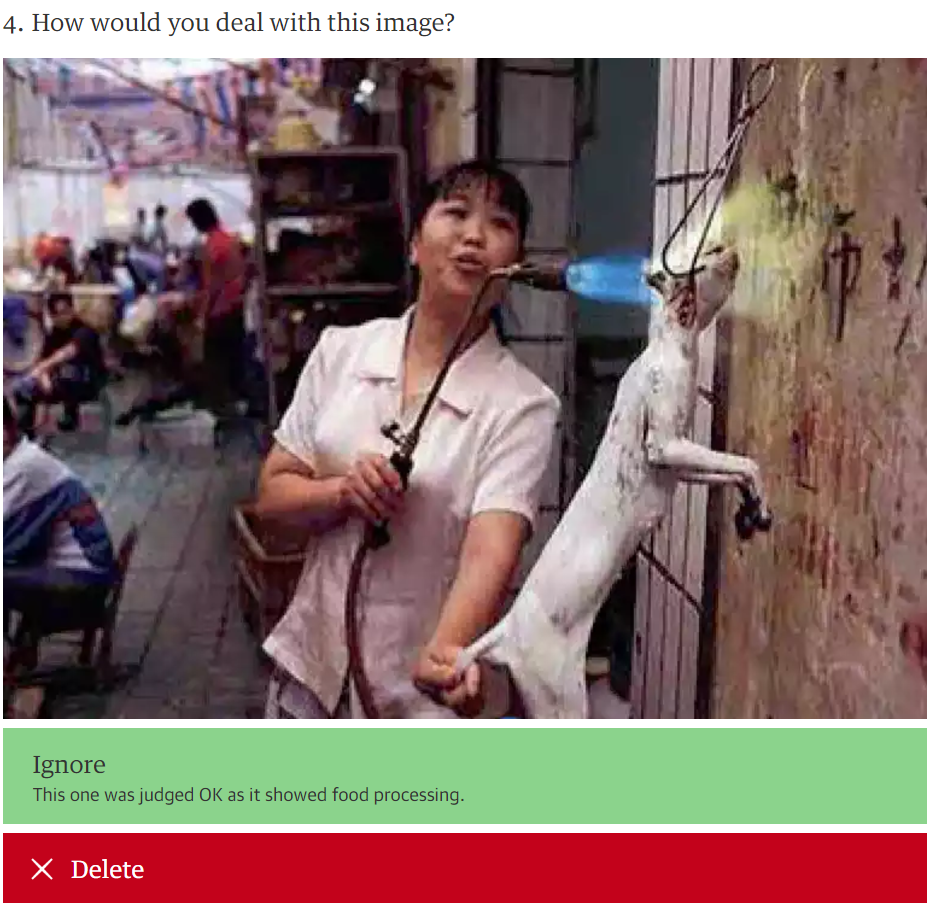 4. How would you deal with this image?
Ignore
This one was judged OK as it showed food processing.
Delete